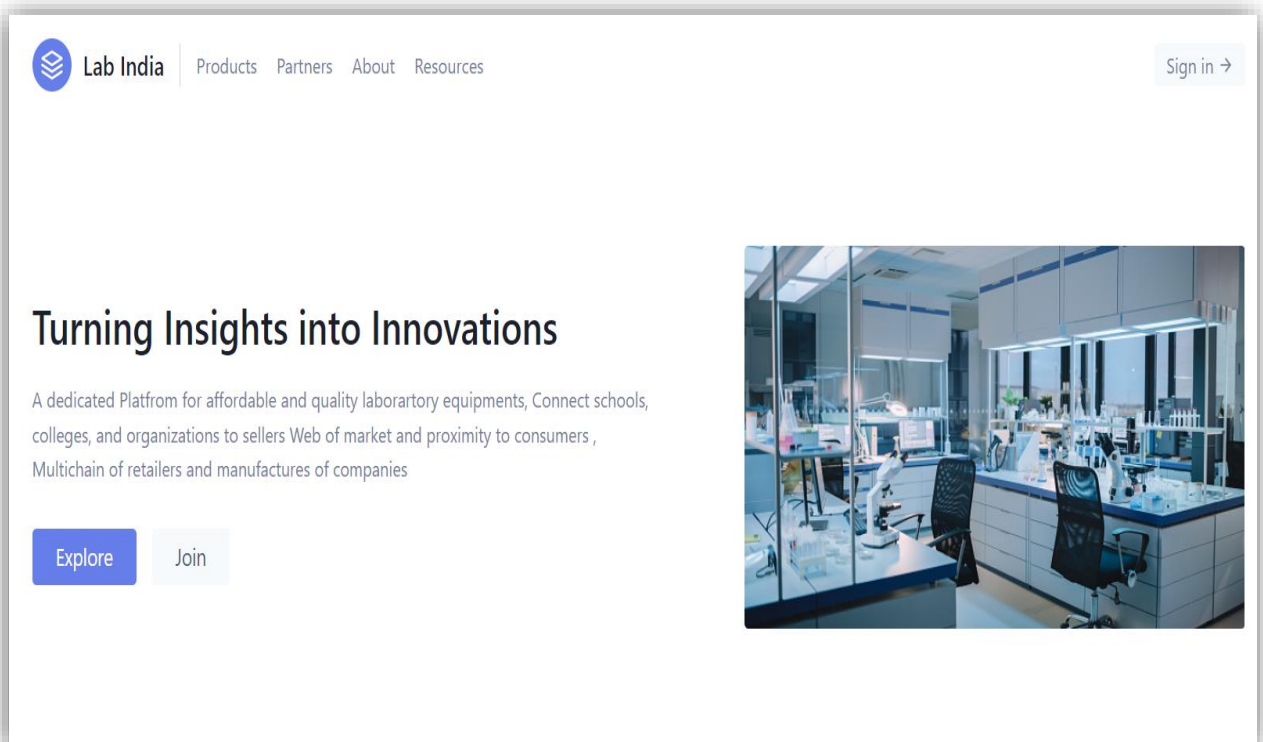 Lab India
Products Partners About Resources
Sign in →
Turning Insights into Innovations
A dedicated Platfrom for affordable and quality laborartory equipments, Connect schools,
colleges, and organizations to sellers Web of market and proximity to consumers ,
Multichain of retailers and manufactures of companies
Explore
Join